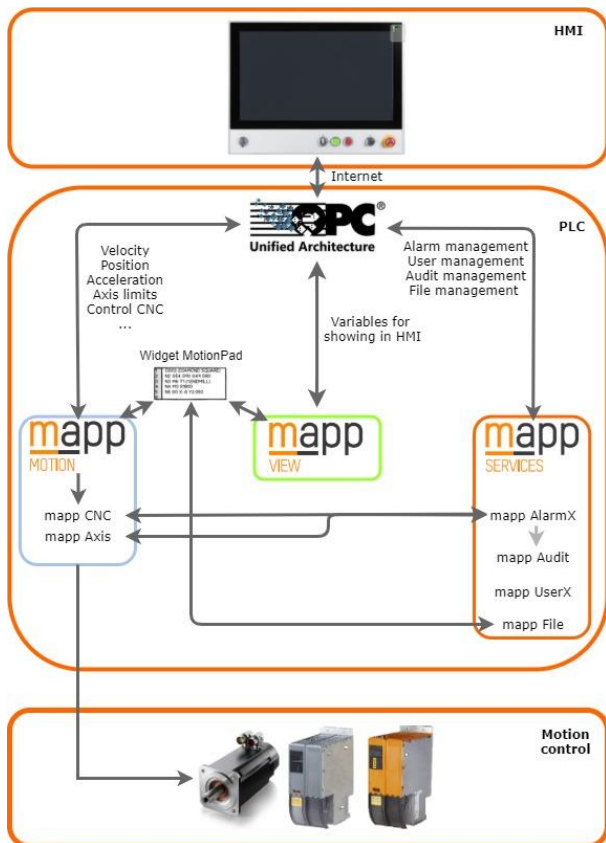 HMI
Internet
PLC
OPC®
Unified Architecture
Velocity
Position
Acceleration
Axis limits
Control CNC
...
Alarm management
User management
Audit management
File management
Variables for
showing in HMI
Widget MotionPad
mapp
MOTION
mapp
VIEW
mapp
SERVICES
mapp CNC
mapp Axis
mapp AlarmX
mapp Audit
mapp UserX
mapp File
Motion
control